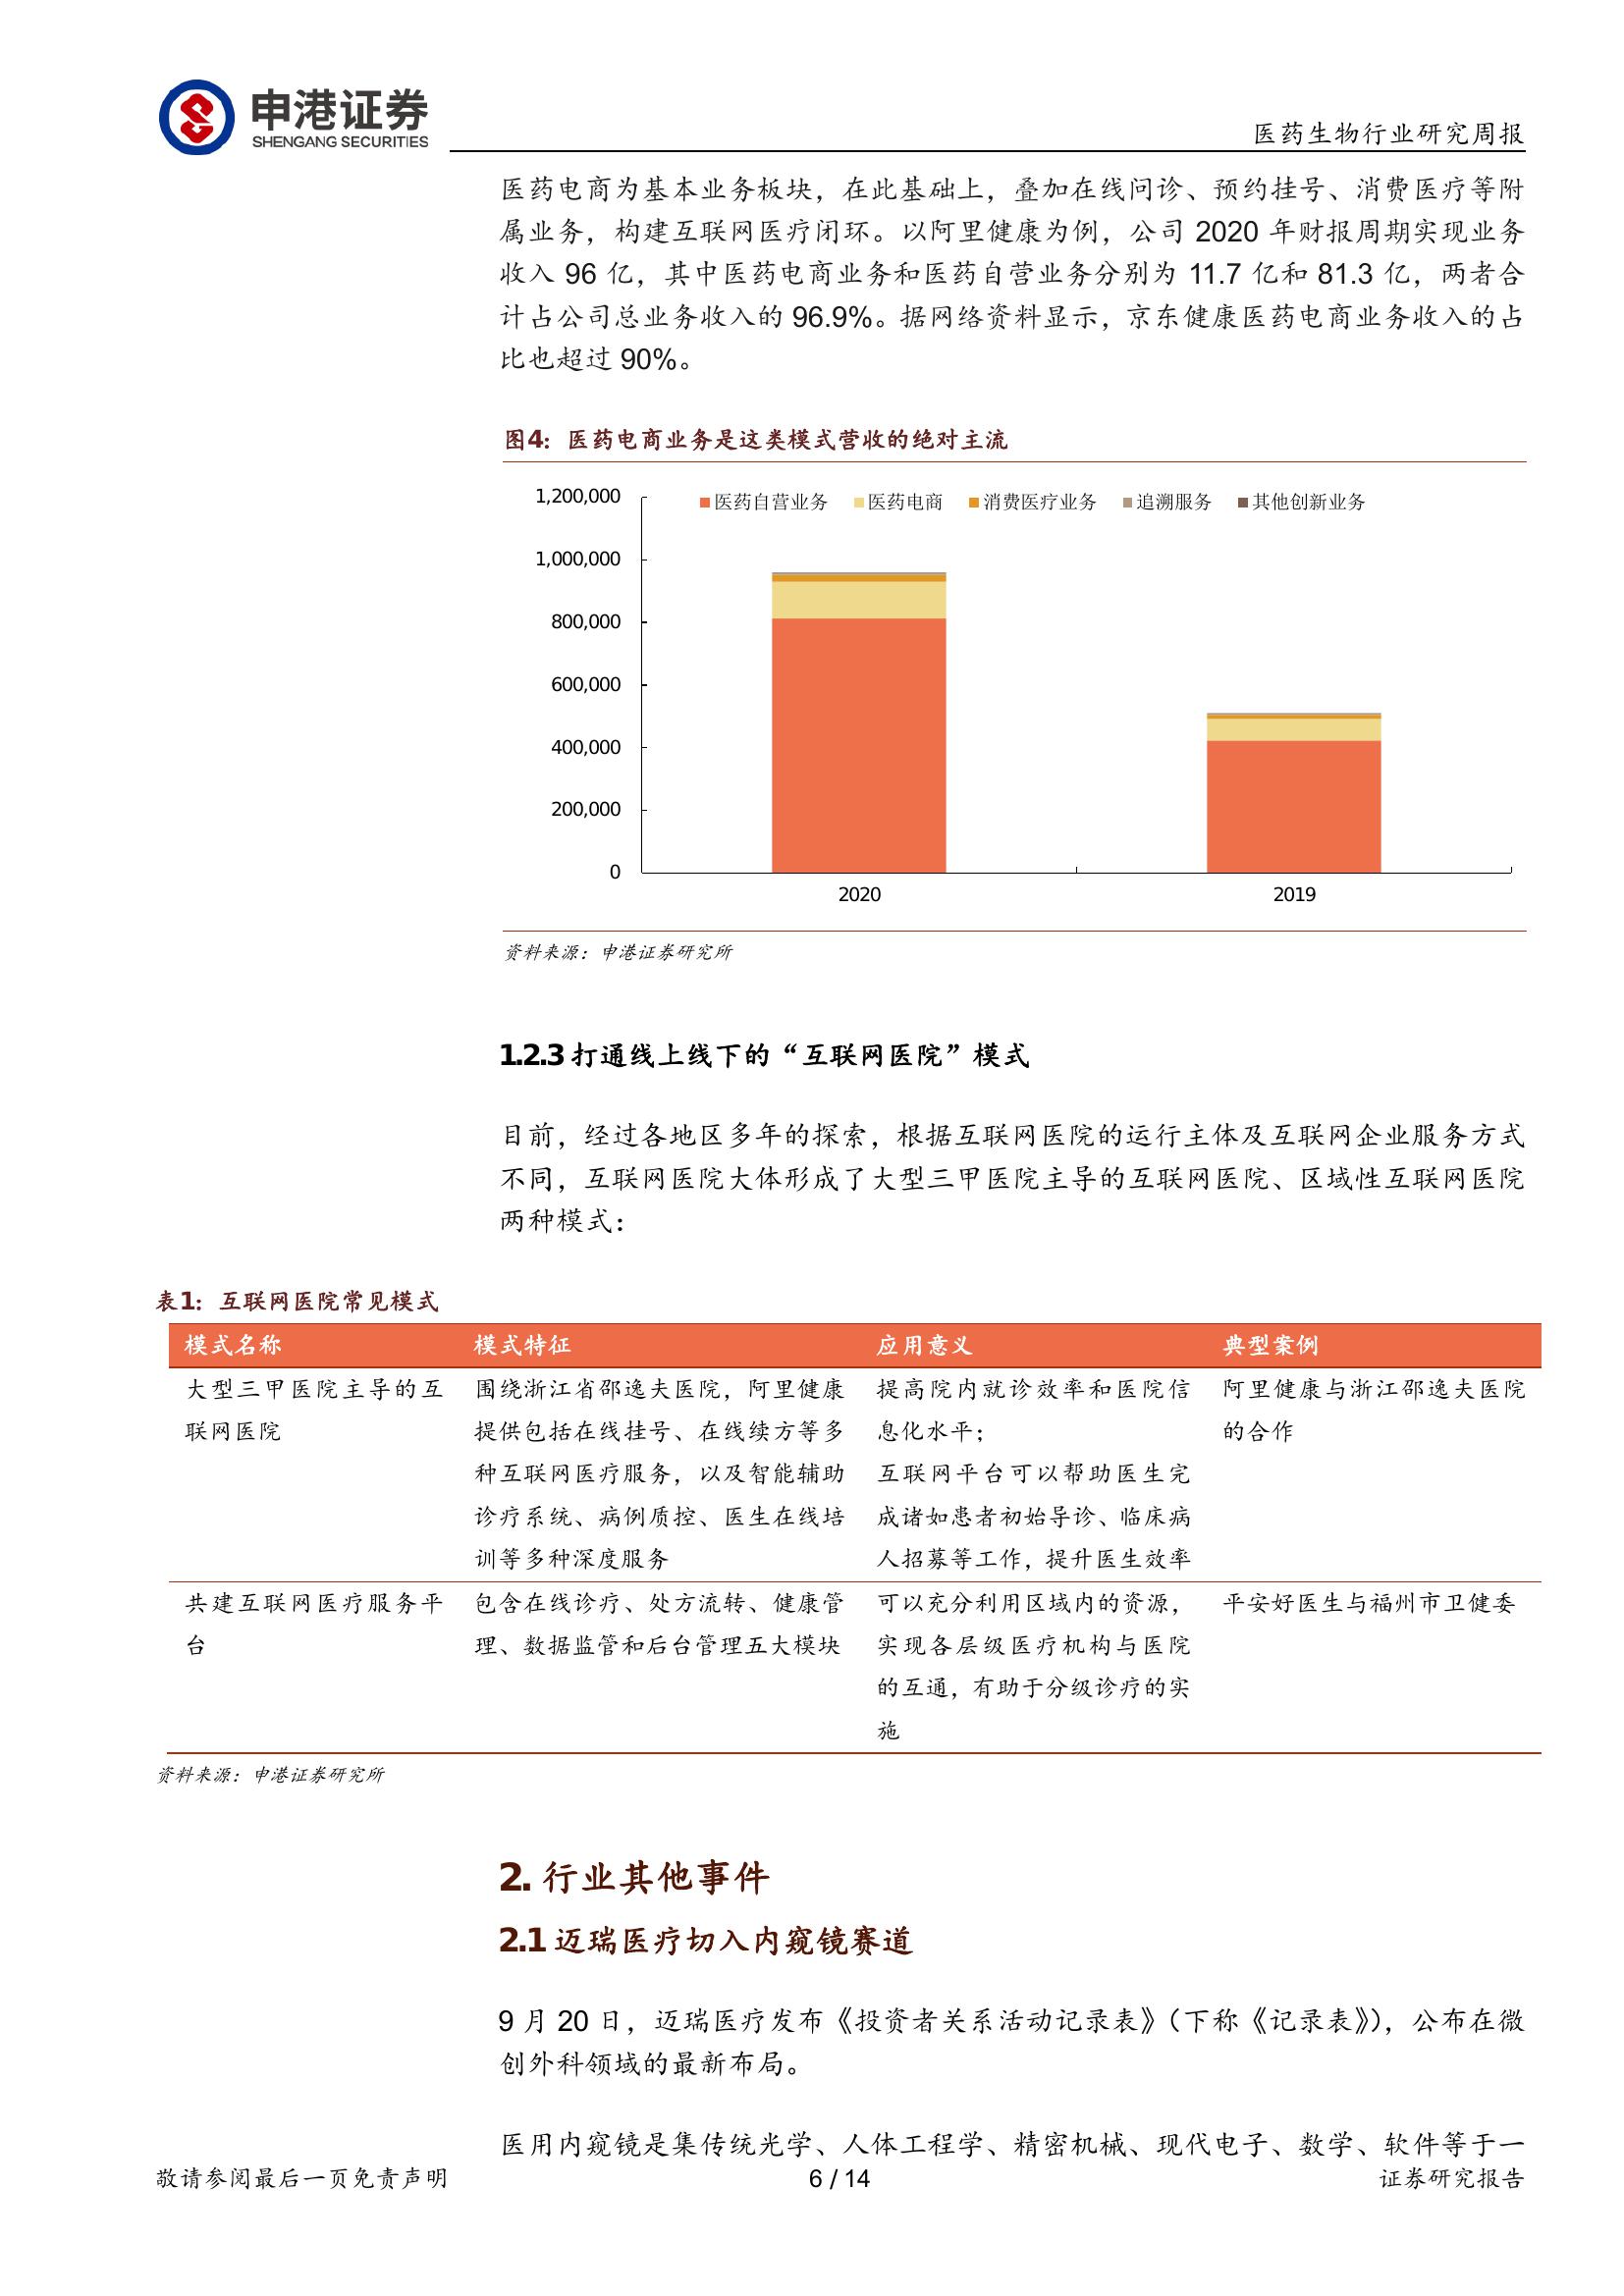 申港证券
SHENGANG SECURITIES
医药生物行业研究周报
医药电商为基本业务板块，在此基础上，叠加在线问诊、预约挂号、消费医疗等附
属业务，构建互联网医疗闭环。以阿里健康为例，公司 2020 年财报周期实现业务
收入 96 亿，其中医药电商业务和医药自营业务分别为 11.7 亿和 81.3 亿，两者合
计占公司总业务收入的 96.9%。据网络资料显示，京东健康医药电商业务收入的占
比也超过 90%。
图4：医药电商业务是这类模式营收的绝对主流
医药自营业务 医药电商 消费医疗业务 追溯服务 其他创新业务
1,200,000
1,000,000
800,000
600,000
400,000
200,000
0
2020 2019
资料来源：申港证券研究所
1.2.3 打通线上线下的“互联网医院”模式
目前，经过各地区多年的探索，根据互联网医院的运行主体及互联网企业服务方式
不同，互联网医院大体形成了大型三甲医院主导的互联网医院、区域性互联网医院
两种模式：
表1：互联网医院常见模式
模式名称 模式特征 应用意义 典型案例
大型三甲医院主导的互 围绕浙江省邵逸夫医院，阿里健康 提高院内就诊效率和医院信 阿里健康与浙江邵逸夫医院
联网医院 提供包括在线挂号、在线续方等多 息化水平； 的合作
种互联网医疗服务，以及智能辅助 互联网平台可以帮助医生完
诊疗系统、病例质控、医生在线培 成诸如患者初始导诊、临床病
训等多种深度服务 人招募等工作，提升医生效率
共建互联网医疗服务平 包含在线诊疗、处方流转、健康管 可以充分利用区域内的资源， 平安好医生与福州市卫健委
台 理、数据监管和后台管理五大模块 实现各层级医疗机构与医院
的互通，有助于分级诊疗的实
施
资料来源：申港证券研究所
2. 行业其他事件
2.1 迈瑞医疗切入内窥镜赛道
9 月 20 日，迈瑞医疗发布《投资者关系活动记录表》（下称《记录表》），公布在微
创外科领域的最新布局。
医用内窥镜是集传统光学、人体工程学、精密机械、现代电子、数学、软件等于一
敬请参阅最后一页免责声明 6 / 14 证券研究报告